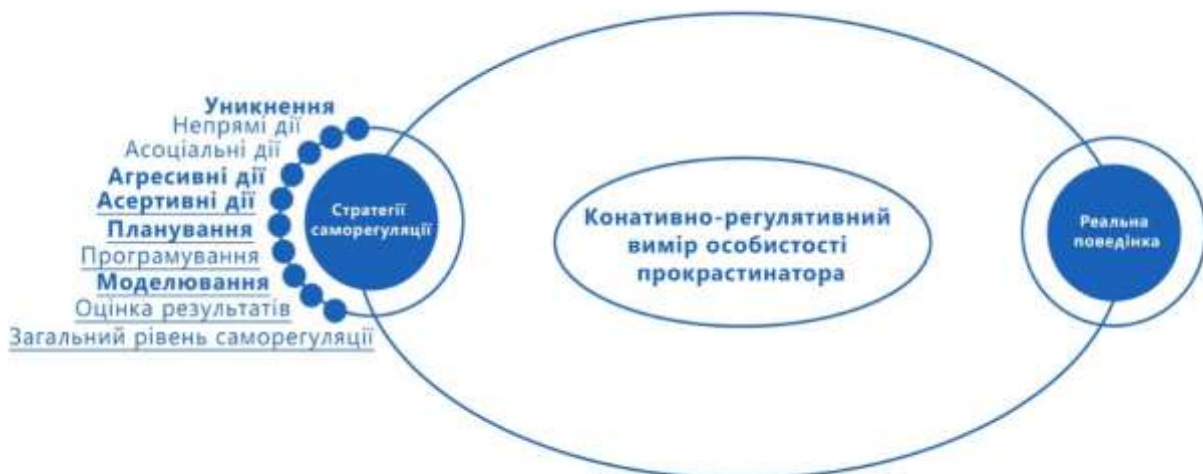 Уникнення
Непрямі дії
Асоціальні дії
Агресивні дії
Асертивні дії
Планування
Програмування
Моделювання
Оцінка результатів
Загальний рівень саморегуляції
Стратегії
саморегуляції
Конативно-регулятивний
вимір особистості
прокрастинатора
Реальна
поведінка